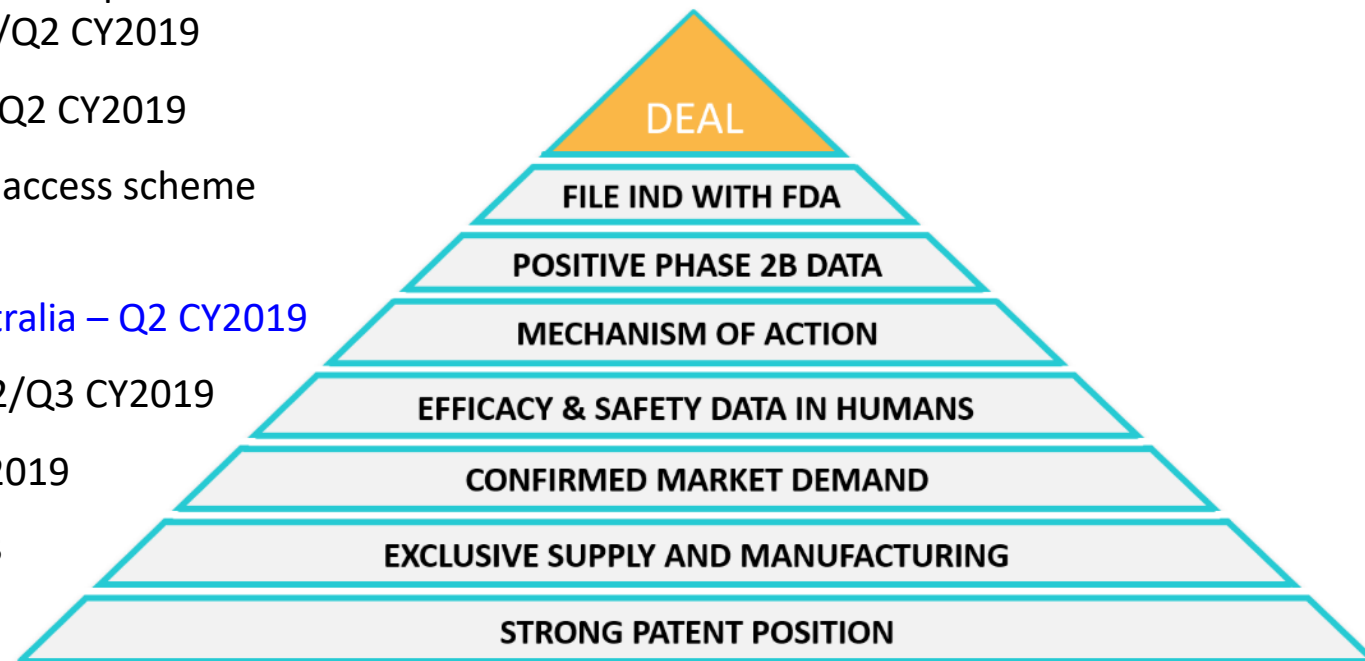 /Q2 CY2019
Q2 CY2019
access scheme
tralia – Q2 CY2019
2/Q3 CY2019
2019
DEAL
FILE IND WITH FDA
POSITIVE PHASE 2B DATA
MECHANISM OF ACTION
EFFICACY & SAFETY DATA IN HUMANS
CONFIRMED MARKET DEMAND
EXCLUSIVE SUPPLY AND MANUFACTURING
STRONG PATENT POSITION